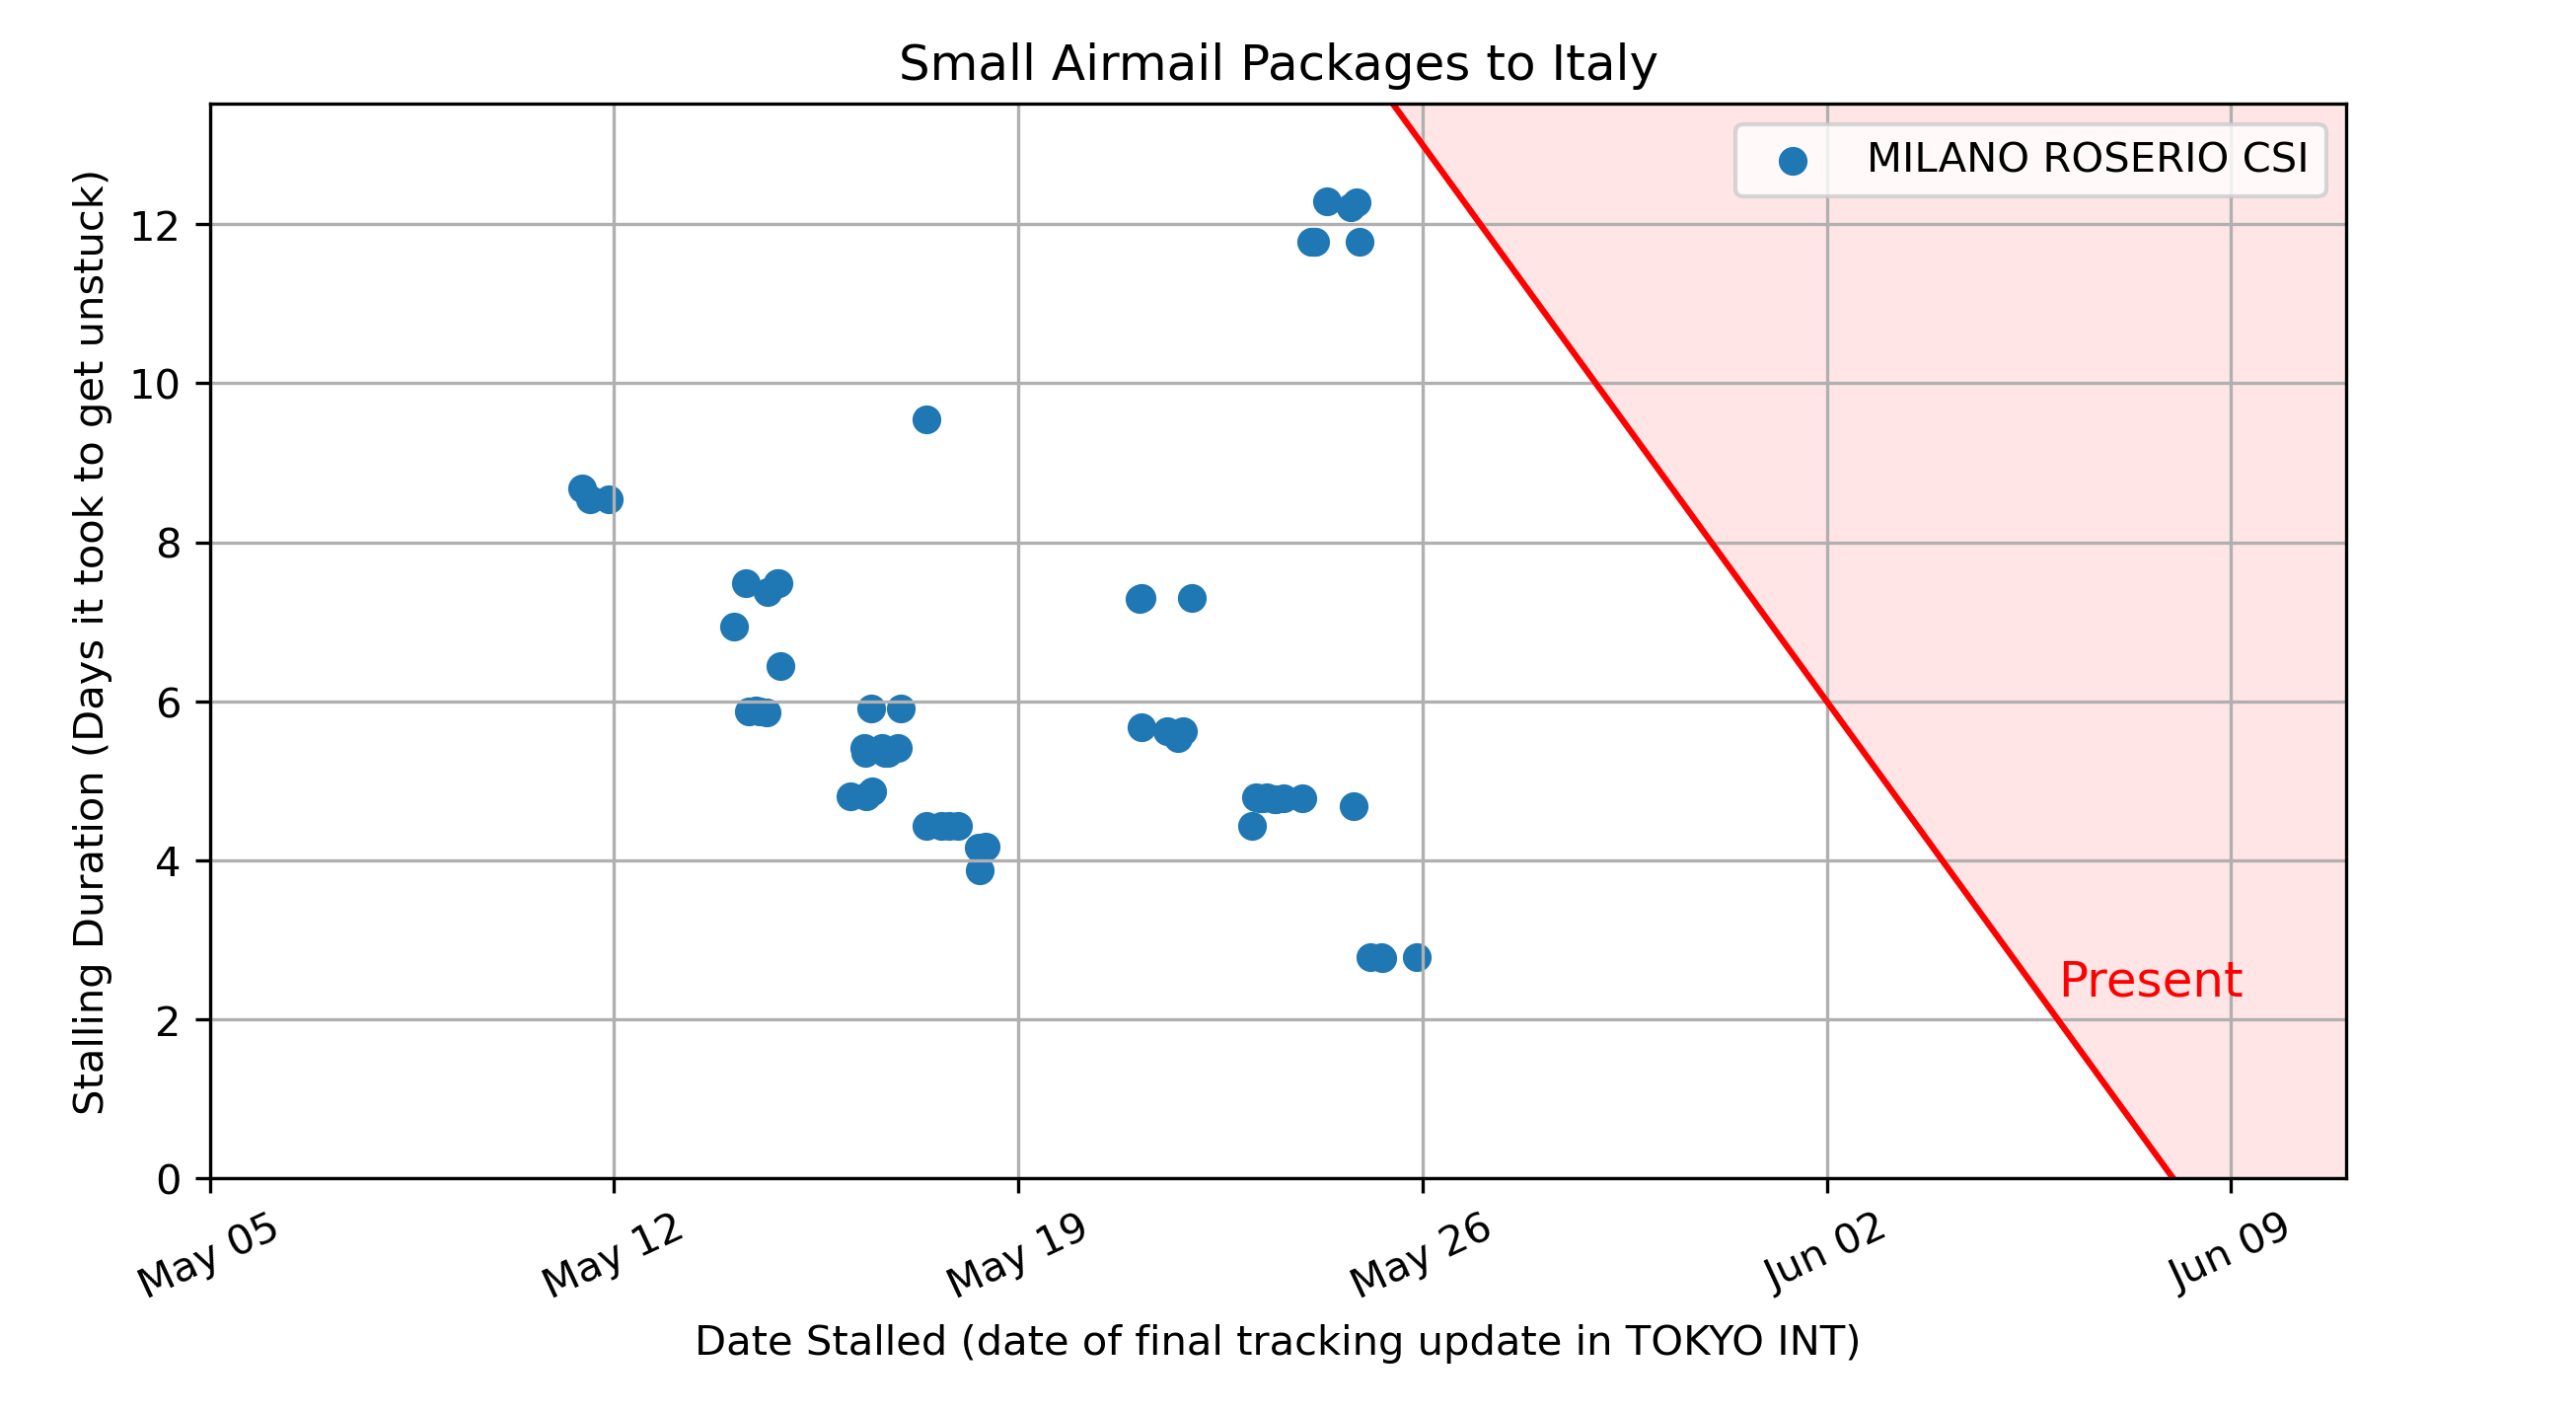 Small Airmail Packages to Italy
MILANO ROSERIO CSI
Stalling Duration (Days it took to get unstuck)
12
10
8
6
4
2
0
Present
May 05
May 12
May 19
May 26
Jun 02
Jun 09
Date Stalled (date of final tracking update in TOKYO INT)